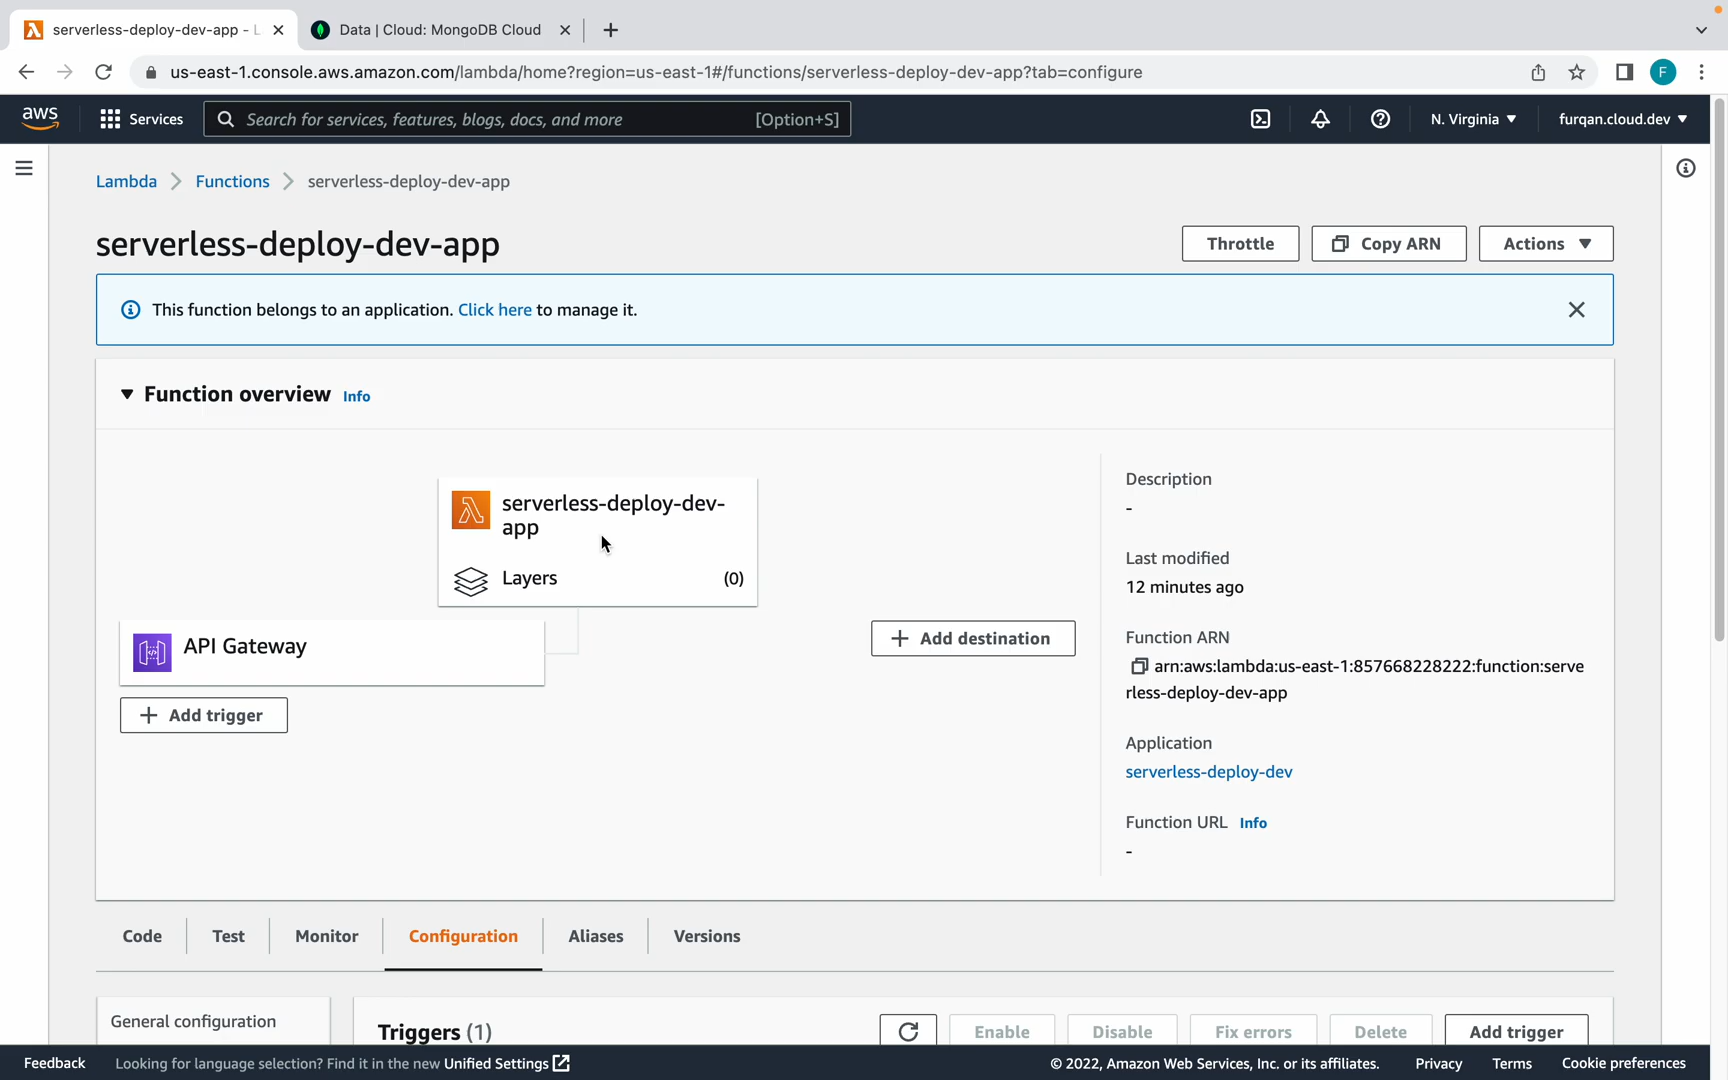 serverless-deploy-dev-app - L
Data | Cloud: MongoDB Cloud
us-east-1.console.aws.amazon.com/lambda/home?region=us-east-1#/functions/serverless-deploy-dev-app?tab=configure
F
aws
Services
Search for services, features, blogs, docs, and more
[Option+S]
N. Virginia
furqan.cloud.dev
Lambda
Functions
serverless-deploy-dev-app
serverless-deploy-dev-app
Throttle
Copy ARN
Actions
This function belongs to an application. Click here to manage it.
Function overview Info
serverless-deploy-dev-
app
Layers
(0)
API Gateway
+ Add trigger
+ Add destination
Description
-
Last modified
12 minutes ago
Function ARN
arn:aws:lambda:us-east-1:857668228222:function:serve
rless-deploy-dev-app
Application
serverless-deploy-dev
Function URL Info
-
Code
Test
Monitor
Configuration
Aliases
Versions
General configuration
Triggers (1)
Enable
Disable
Fix errors
Delete
Add trigger
Feedback
Looking for language selection? Find it in the new Unified Settings
© 2022, Amazon Web Services, Inc. or its affiliates.
Privacy
Terms
Cookie preferences